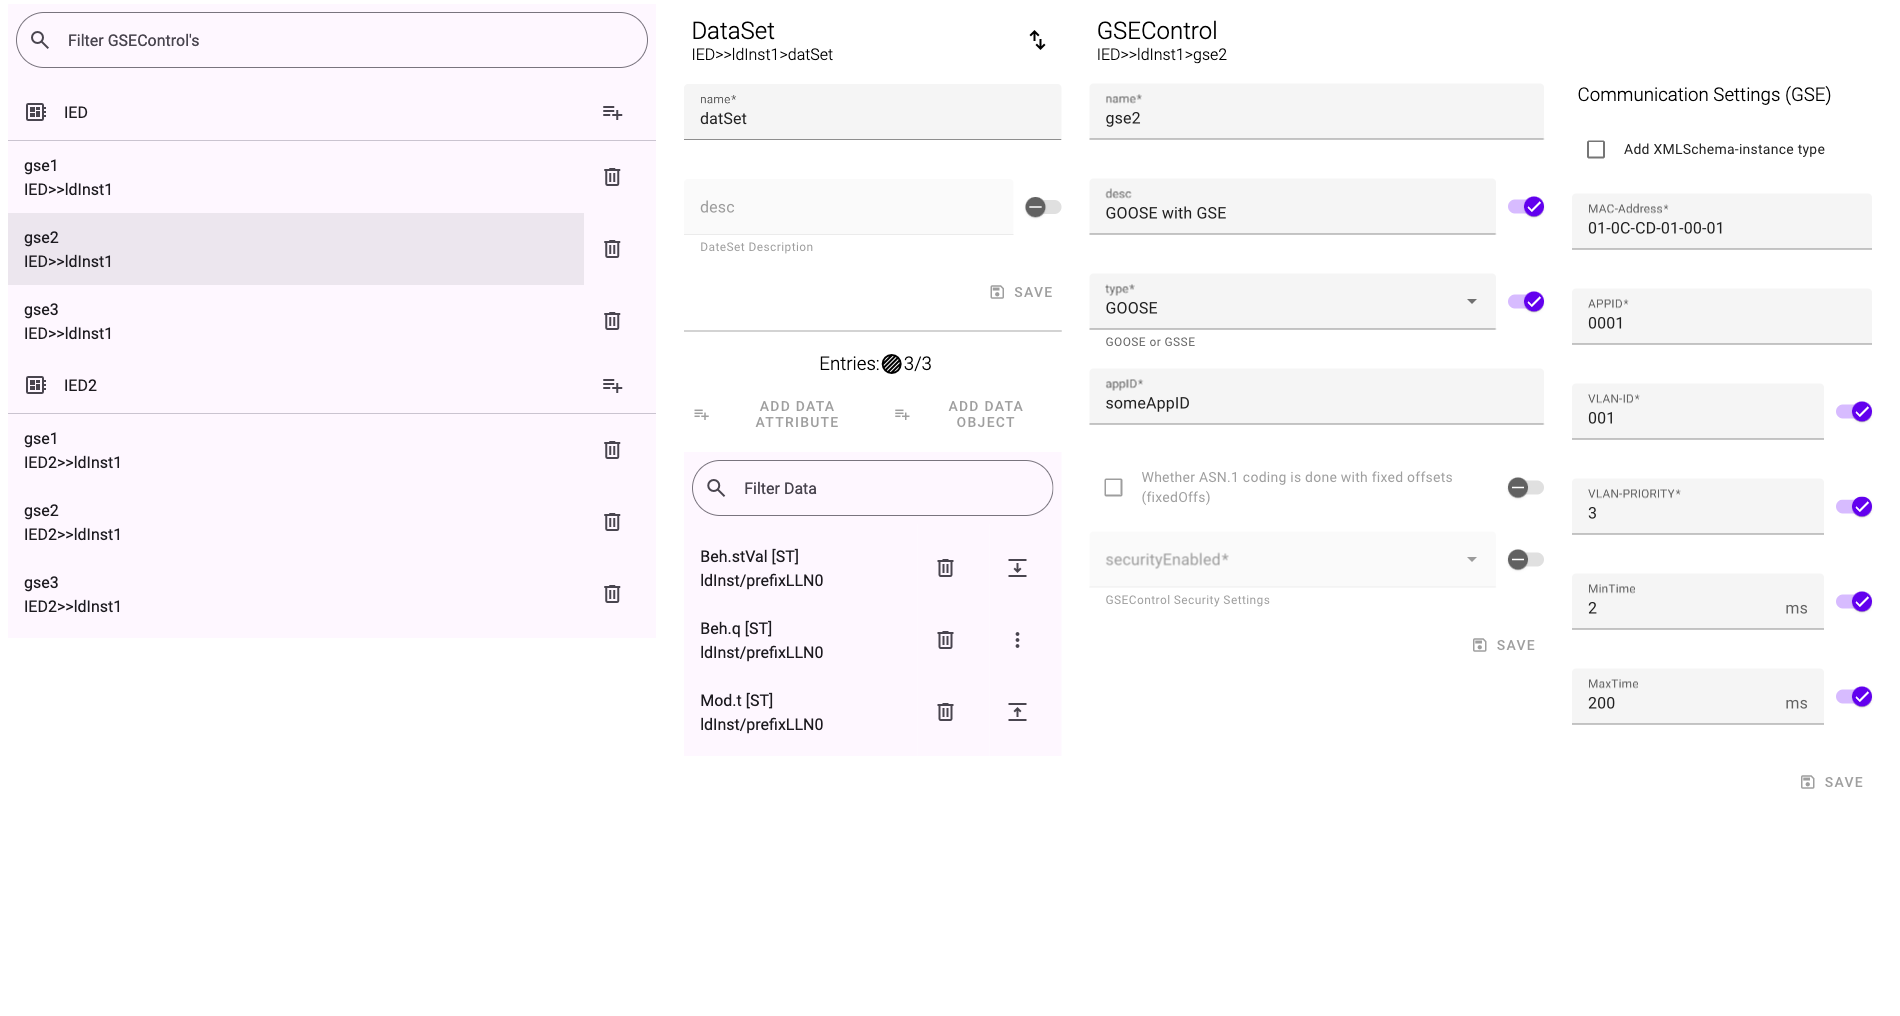 Filter GSEControl's
IED
gse1
IED>>ldInst1
gse2
IED>>ldInst1
gse3
IED>>ldInst1
IED2
gse1
IED2>>ldInst1
gse2
IED2>>ldInst1
gse3
IED2>>ldInst1
DataSet
IED>>ldInst1>datSet
name*
datSet
desc
DateSet Description
SAVE
Entries: 3/3
ADD DATA
ATTRIBUTE
ADD DATA
OBJECT
Filter Data
Beh.stVal [ST]
ldInst/prefixLLN0
Beh.q [ST]
ldInst/prefixLLN0
Mod.t [ST]
ldInst/prefixLLN0
GSEControl
IED>>ldInst1>gse2
name*
gse2
desc
GOOSE with GSE
type*
GOOSE
GOOSE or GSSE
appID*
someAppID
Whether ASN.1 coding is done with fixed offsets
(fixedOffs)
securityEnabled*
GSEControl Security Settings
SAVE
Communication Settings (GSE)
Add XMLSchema-instance type
MAC-Address*
01-0C-CD-01-00-01
APPID*
0001
VLAN-ID*
001
VLAN-PRIORITY*
3
MinTime
2 ms
MaxTime
200 ms
SAVE